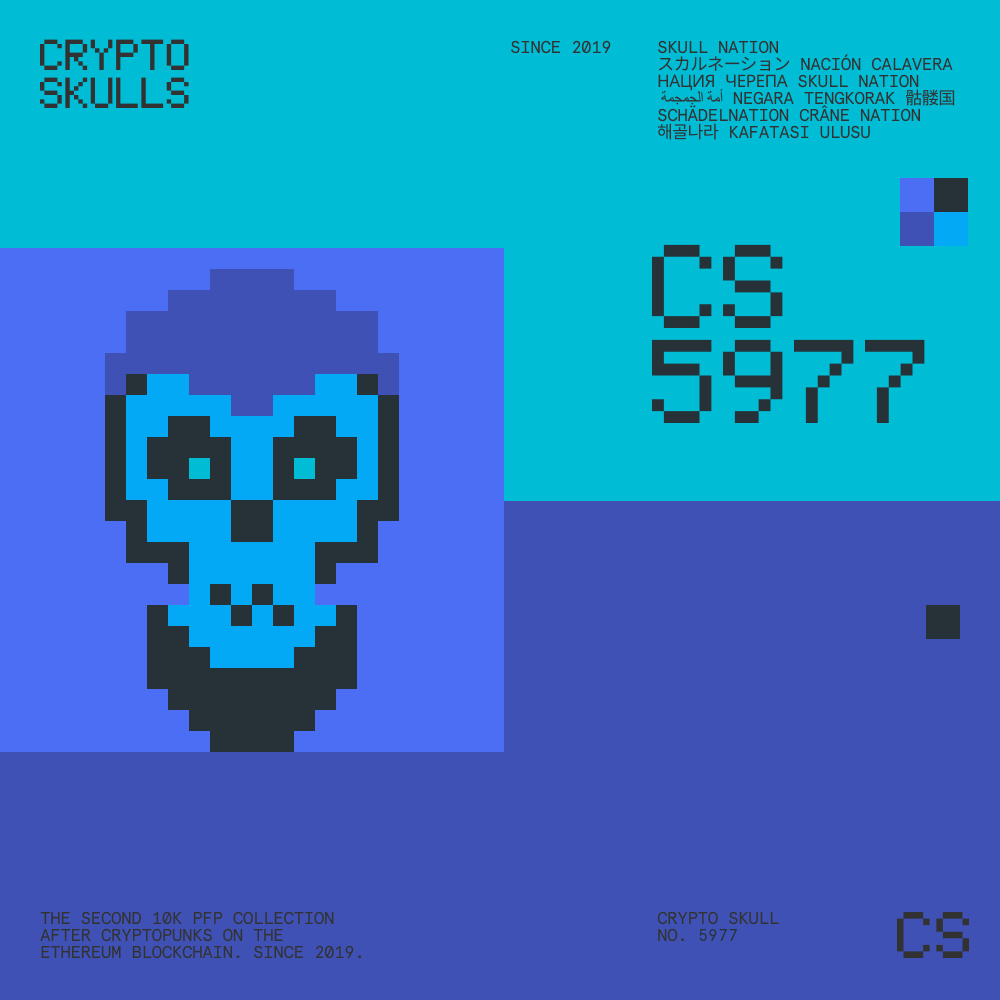 CRYPTO
SKULLS
SINCE 2019
SKULL NATION
スカルネーション NACIÓN CALAVERA
НАЦИЯ ЧЕРЕПА SKULL NATION
أمة الجمجمة NEGARA TENGKORAK 骷髅国
SCHÄDELNATION CRÂNE NATION
해골나라 KAFATASI ULUSU
CS
5977
THE SECOND 10K PFP COLLECTION
AFTER CRYPTOPUNKS ON THE
ETHEREUM BLOCKCHAIN. SINCE 2019.
CRYPTO SKULL
NO. 5977
CS